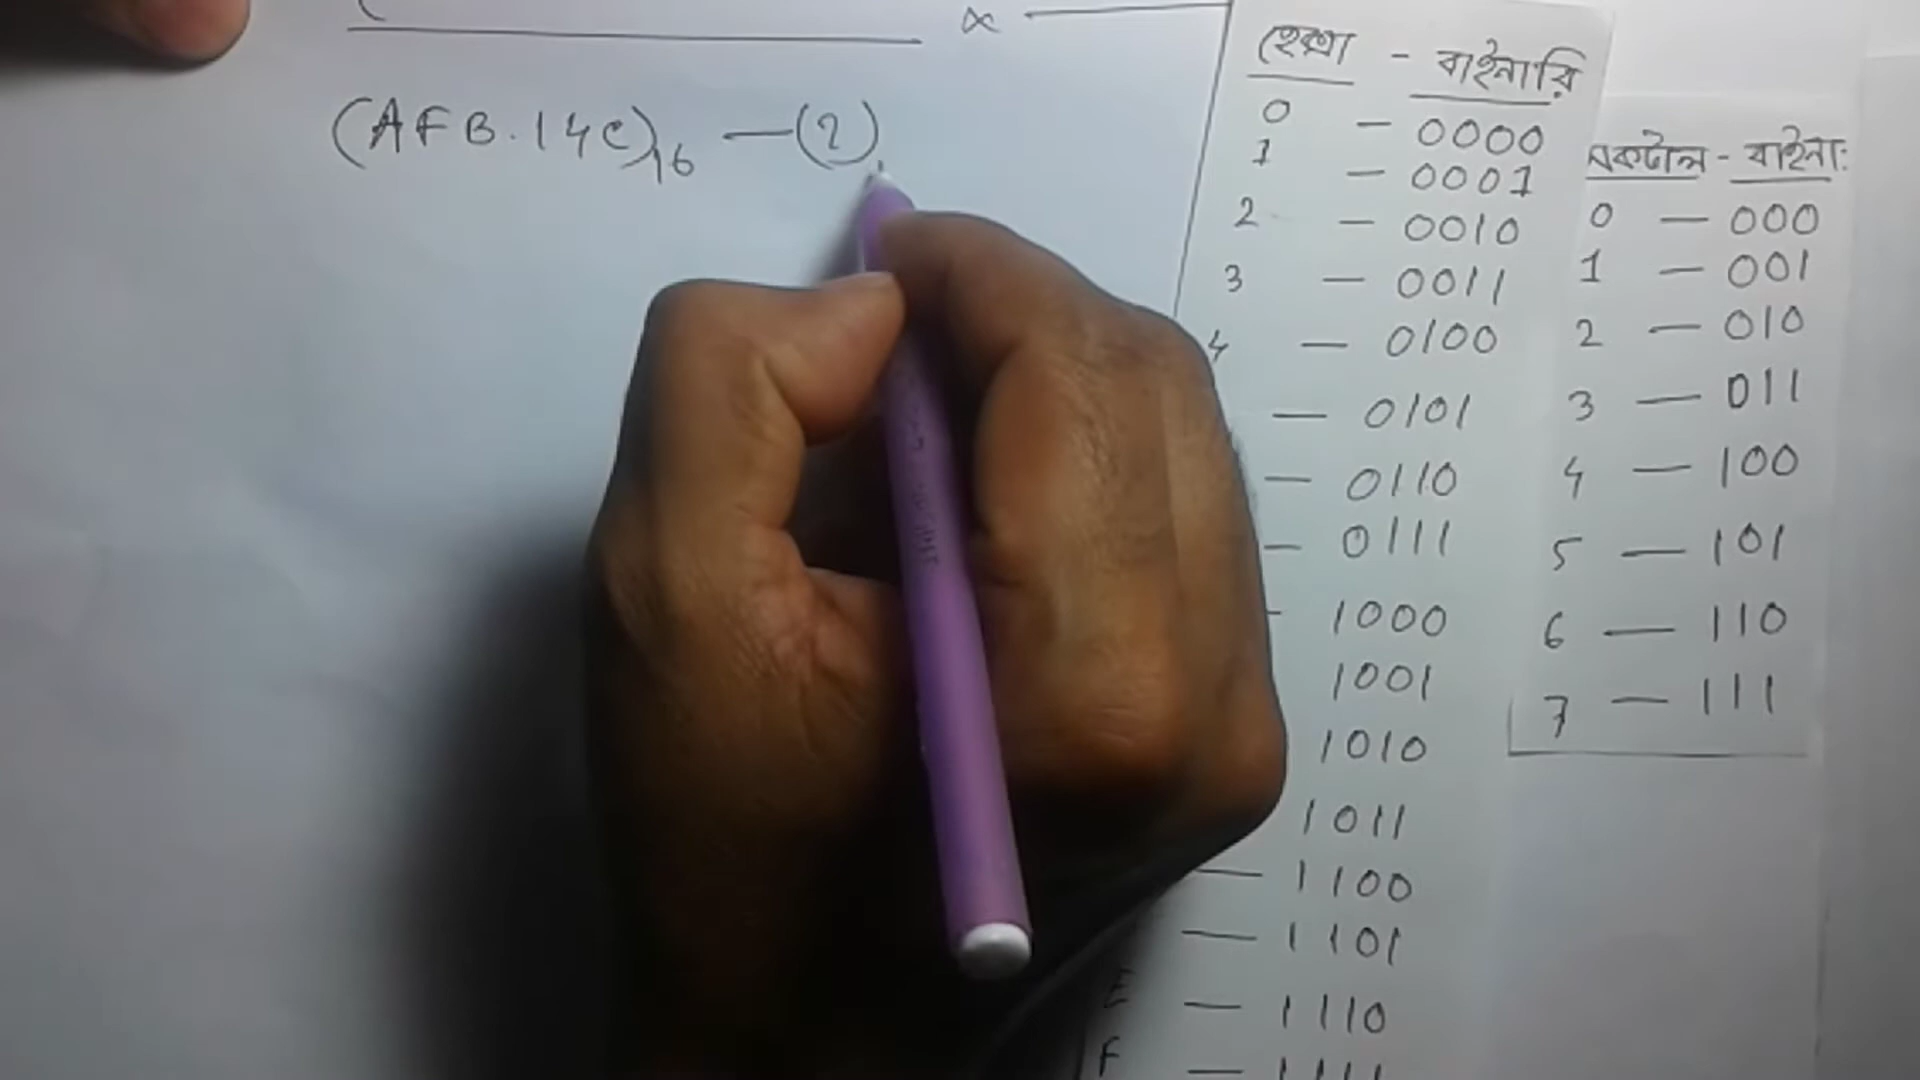 (AFB.14C)16 — (?)
হেক্সা - বাইনারি
0 - 0000
1 - 0001
2 - 0010
3 - 0011
4 - 0100
- 0101
- 0110
- 0111
- 1000
1001
1010
1011
- 1100
- 1101
E - 1110
F - 1111
অকটাল - বাইনা:
0 - 000
1 - 001
2 - 010
3 - 011
4 - 100
5 - 101
6 - 110
7 - 111